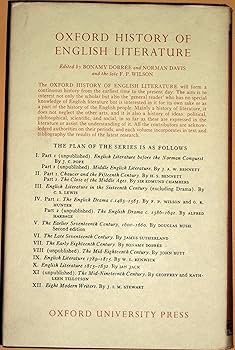 OXFORD HISTORY OF
ENGLISH LITERATURE
Edited by BONAMY DOBRÉE and NORMAN DAVIS
and the late F. P. WILSON
The OXFORD HISTORY OF ENGLISH LITERATURE will form a
continuous history from the earliest time to the present day. The aim is to
interest not only the scholar but also the 'general reader' who has no special
knowledge of English literature but is interested in it for its own sake or as
a part of the history of the English people. Mainly a history of literature, it
does not neglect the other arts, and it is also a history of ideas: political,
philosophical, scientific, and social, in so far as these are expressed in the
literature or assist the understanding of it.
authorities on their periods; and each volume incorporates in text and
bibliography the results of the latest research.
THE PLAN OF THE SERIES IS AS FOLLOWS
I. Part 1 (unpublished). English Literature before the Norman Conquest
By J. C. POPE
Part 2 (unpublished). Middle English Literature. By J. A. W. BENNETT
II. Part 1. Chaucer and the Fifteenth Century. By H. S. BENNETT
Part 2. The Close of the Middle Ages. By SIR EDMUND CHAMBERS
III. English Literature in the Sixteenth Century (excluding Drama). By
C. S. LEWIS
IV. Part 1. The English Drama c.1485-1585. By F. P. WILSON and G. K.
HUNTER
Part 2 (unpublished). The English Drama c. 1586-1642. By ALFRED
HARBAGE
V. The Earlier Seventeenth Century, 1600-1660. By DOUGLAS BUSH.
Second edition
VI. The Late Seventeenth Century. By JAMES SUTHERLAND
VII. The Early Eighteenth Century. By BONAMY DOBRÉE
VIII. (unpublished). The Mid-Eighteenth Century. By JOHN BUTT
IX. English Literature 1789-1815. By W. L. RENWICK
X. English Literature 1815-1832. By IAN JACK
XI (unpublished). The Mid-Nineteenth Century. By GEOFFREY and KATH-
LEEN TILLOTSON
XII. Eight Modern Writers. By J. I. M. STEWART
OXFORD UNIVERSITY PRESS